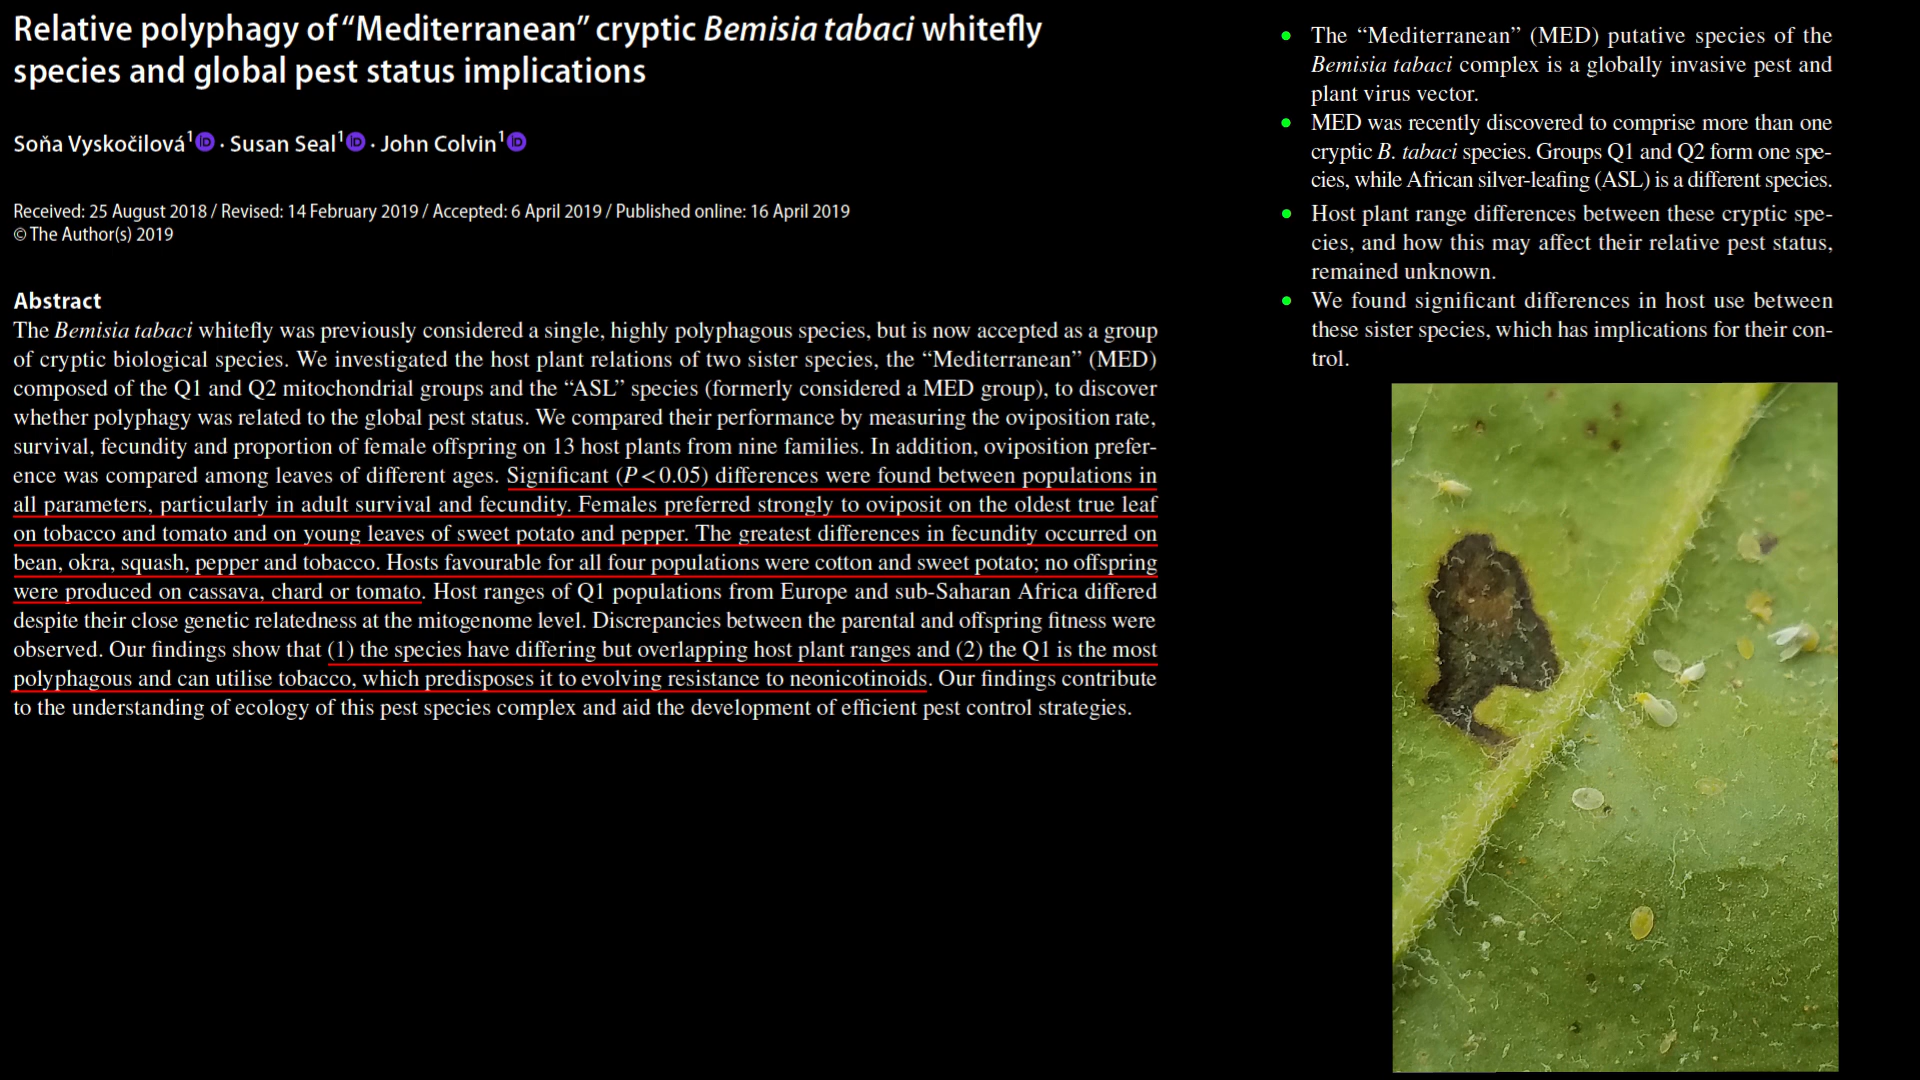 Relative polyphagy of “Mediterranean” cryptic Bemisia tabaci whitefly
species and global pest status implications
Soňa Vyskočilová1 iD · Susan Seal1 iD · John Colvin1 iD
Received: 25 August 2018 / Revised: 14 February 2019 / Accepted: 6 April 2019 / Published online: 16 April 2019
© The Author(s) 2019
Abstract
The Bemisia tabaci whitefly was previously considered a single, highly polyphagous species, but is now accepted as a group
of cryptic biological species. We investigated the host plant relations of two sister species, the “Mediterranean” (MED)
composed of the Q1 and Q2 mitochondrial groups and the “ASL” species (formerly considered a MED group), to discover
whether polyphagy was related to the global pest status. We compared their performance by measuring the oviposition rate,
survival, fecundity and proportion of female offspring on 13 host plants from nine families. In addition, oviposition prefer-
ence was compared among leaves of different ages. Significant (P < 0.05) differences were found between populations in
all parameters, particularly in adult survival and fecundity. Females preferred strongly to oviposit on the oldest true leaf
on tobacco and tomato and on young leaves of sweet potato and pepper. The greatest differences in fecundity occurred on
bean, okra, squash, pepper and tobacco. Hosts favourable for all four populations were cotton and sweet potato; no offspring
were produced on cassava, chard or tomato. Host ranges of Q1 populations from Europe and sub-Saharan Africa differed
despite their close genetic relatedness at the mitogenome level. Discrepancies between the parental and offspring fitness were
observed. Our findings show that (1) the species have differing but overlapping host plant ranges and (2) the Q1 is the most
polyphagous and can utilise tobacco, which predisposes it to evolving resistance to neonicotinoids. Our findings contribute
to the understanding of ecology of this pest species complex and aid the development of efficient pest control strategies.
• The “Mediterranean” (MED) putative species of the
Bemisia tabaci complex is a globally invasive pest and
plant virus vector.
• MED was recently discovered to comprise more than one
cryptic B. tabaci species. Groups Q1 and Q2 form one spe-
cies, while African silver-leafing (ASL) is a different species.
• Host plant range differences between these cryptic spe-
cies, and how this may affect their relative pest status,
remained unknown.
• We found significant differences in host use between
these sister species, which has implications for their con-
trol.